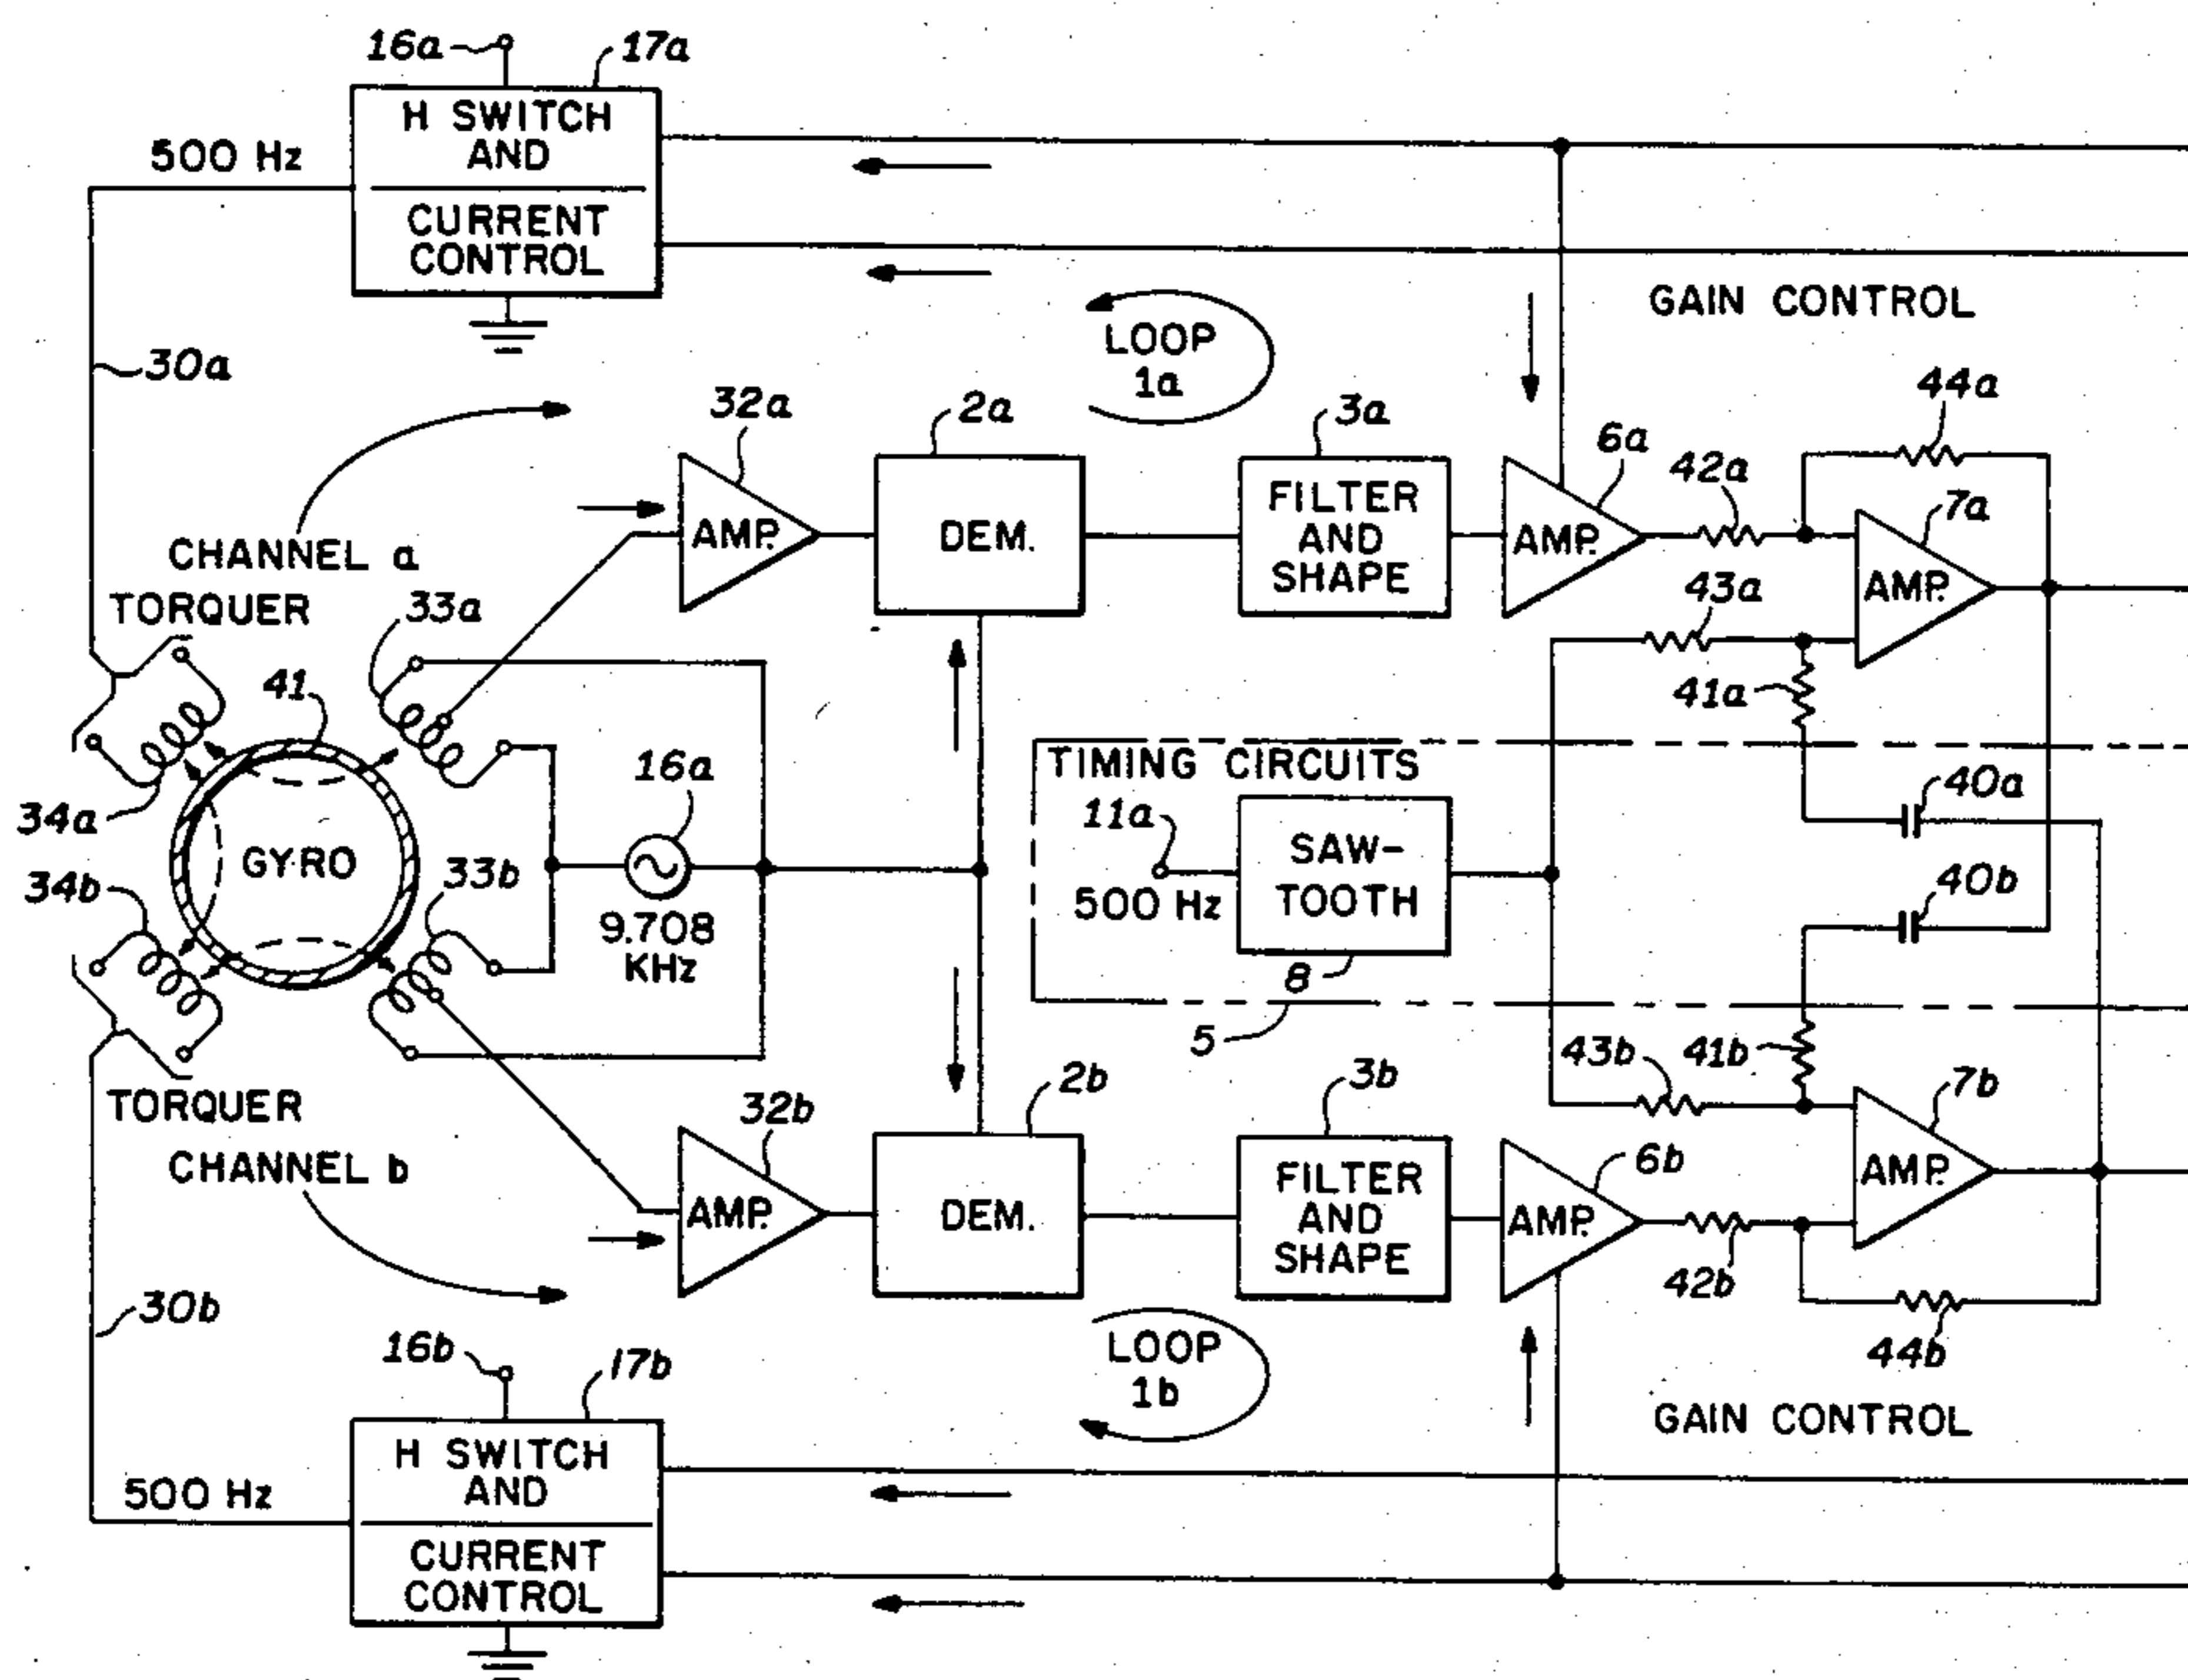 16a
17a
H SWITCH
AND
CURRENT
CONTROL
500 Hz
30a
LOOP
1a
GAIN CONTROL
44a
32a
2a
3a
6a
42a
7a
AMP.
DEM.
FILTER
AND
SHAPE
AMP.
AMP.
CHANNEL a
TORQUER
33a
43a
41a
41
16a
TIMING CIRCUITS
11a
SAW-
TOOTH
500 Hz
8
5
40a
40b
34a
GYRO
34b
33b
9.708
KHz
TORQUER
CHANNEL b
32b
2b
3b
43b
41b
7b
6b
AMP.
DEM.
FILTER
AND
SHAPE
AMP.
AMP.
42b
44b
30b
LOOP
1b
GAIN CONTROL
16b
17b
H SWITCH
AND
CURRENT
CONTROL
500 Hz